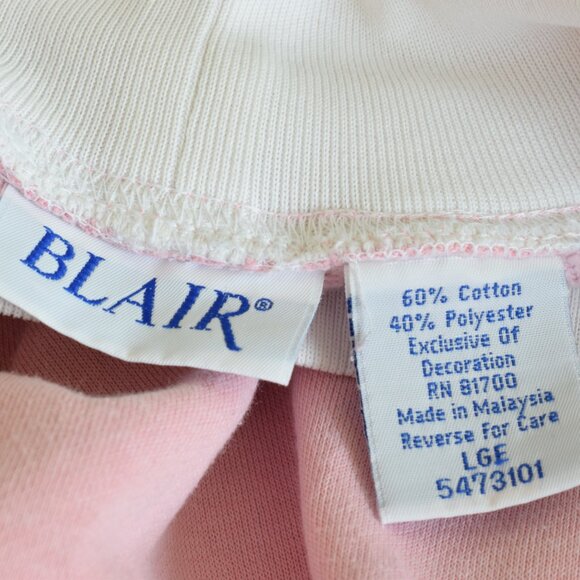 BLAIR®
60% Cotton
40% Polyester
Exclusive Of
Decoration
RN 81700
Made in Malaysia
Reverse For Care
LGE
5473101